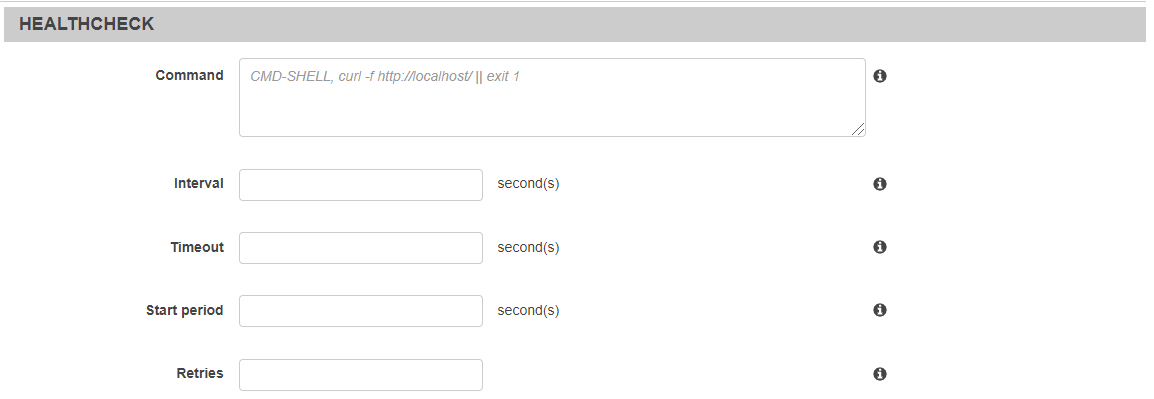 HEALTHCHECK
Command CMD-SHELL, curl -f http://localhost/ || exit 1
Interval second(s)
Timeout second(s)
Start period second(s)
Retries